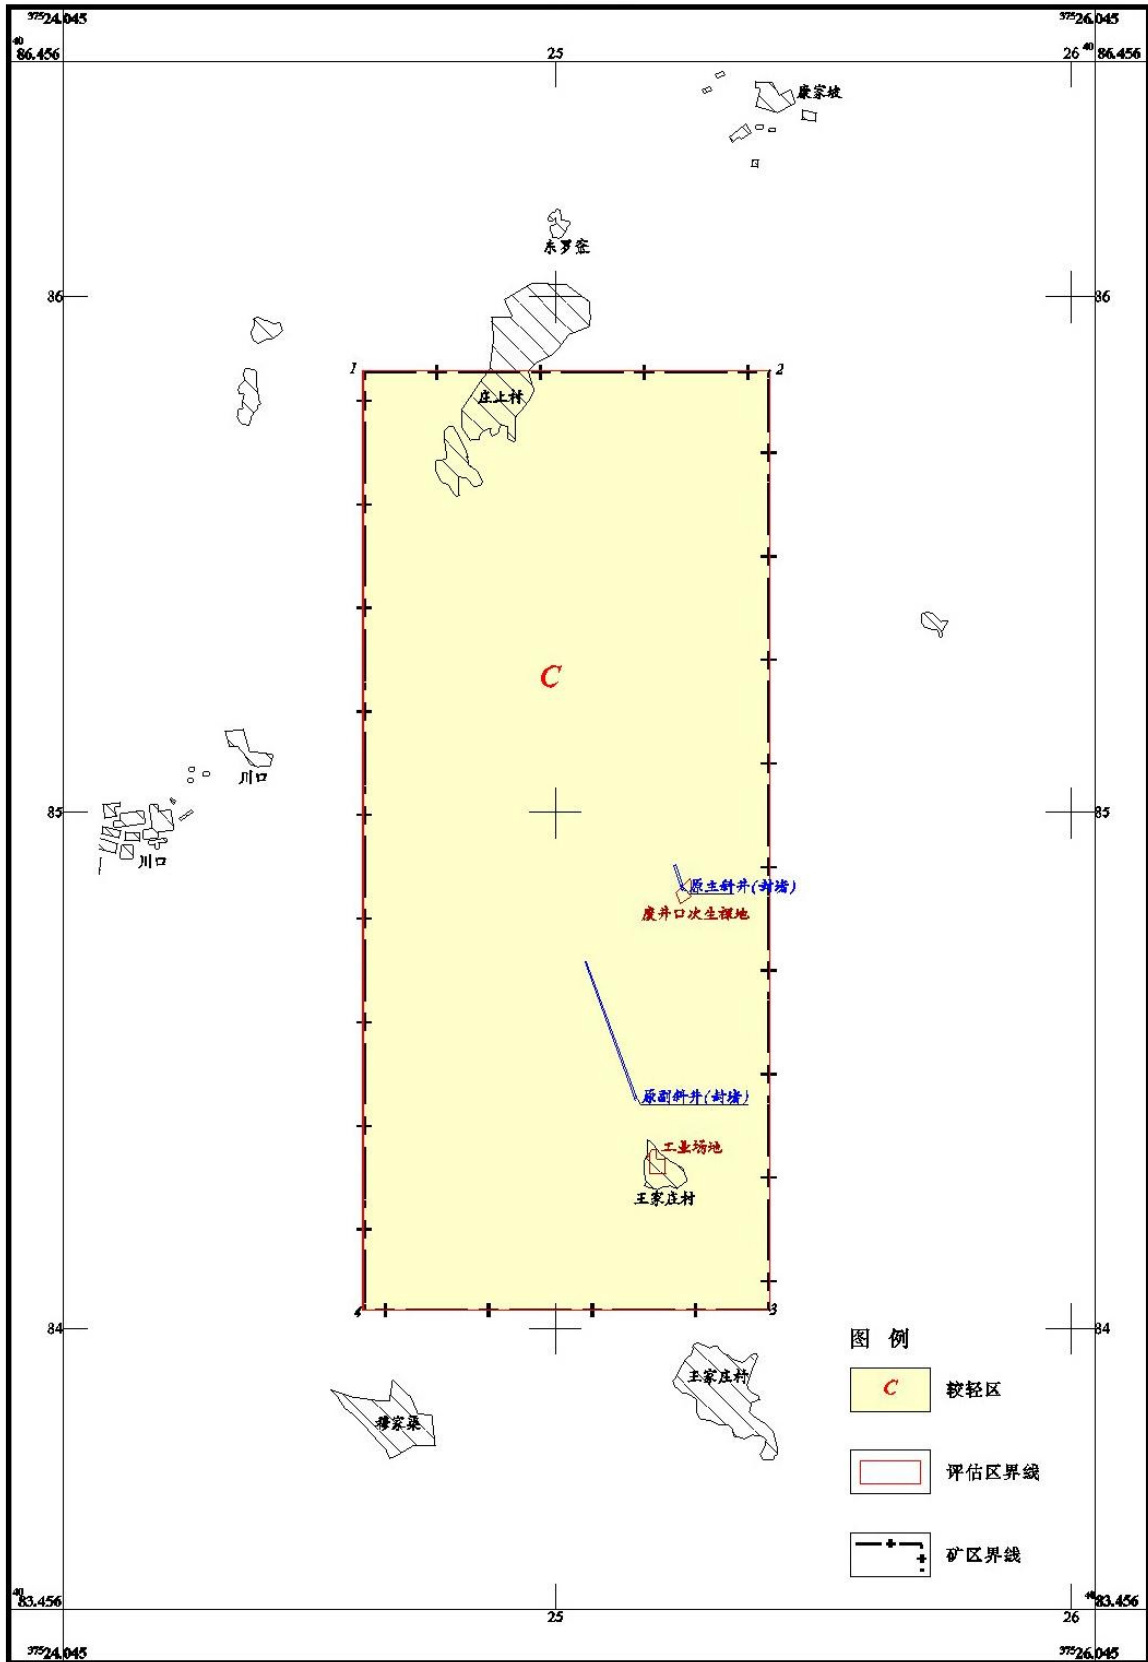 37524.045
37526.045
40
86.456
25
26
40 86.456
康家坡
东罗窑
86
86
1
2
庄上村
C
川口
85
85
川口
原主斜井(封堵)
废井口次生裸地
原副斜井(封堵)
工业场地
王家庄村
4
3
84
84
图 例
王家庄村
C
较轻区
穆家渠
评估区界线
矿区界线
40
83.456
25
26
40 83.456
37524.045
37526.045